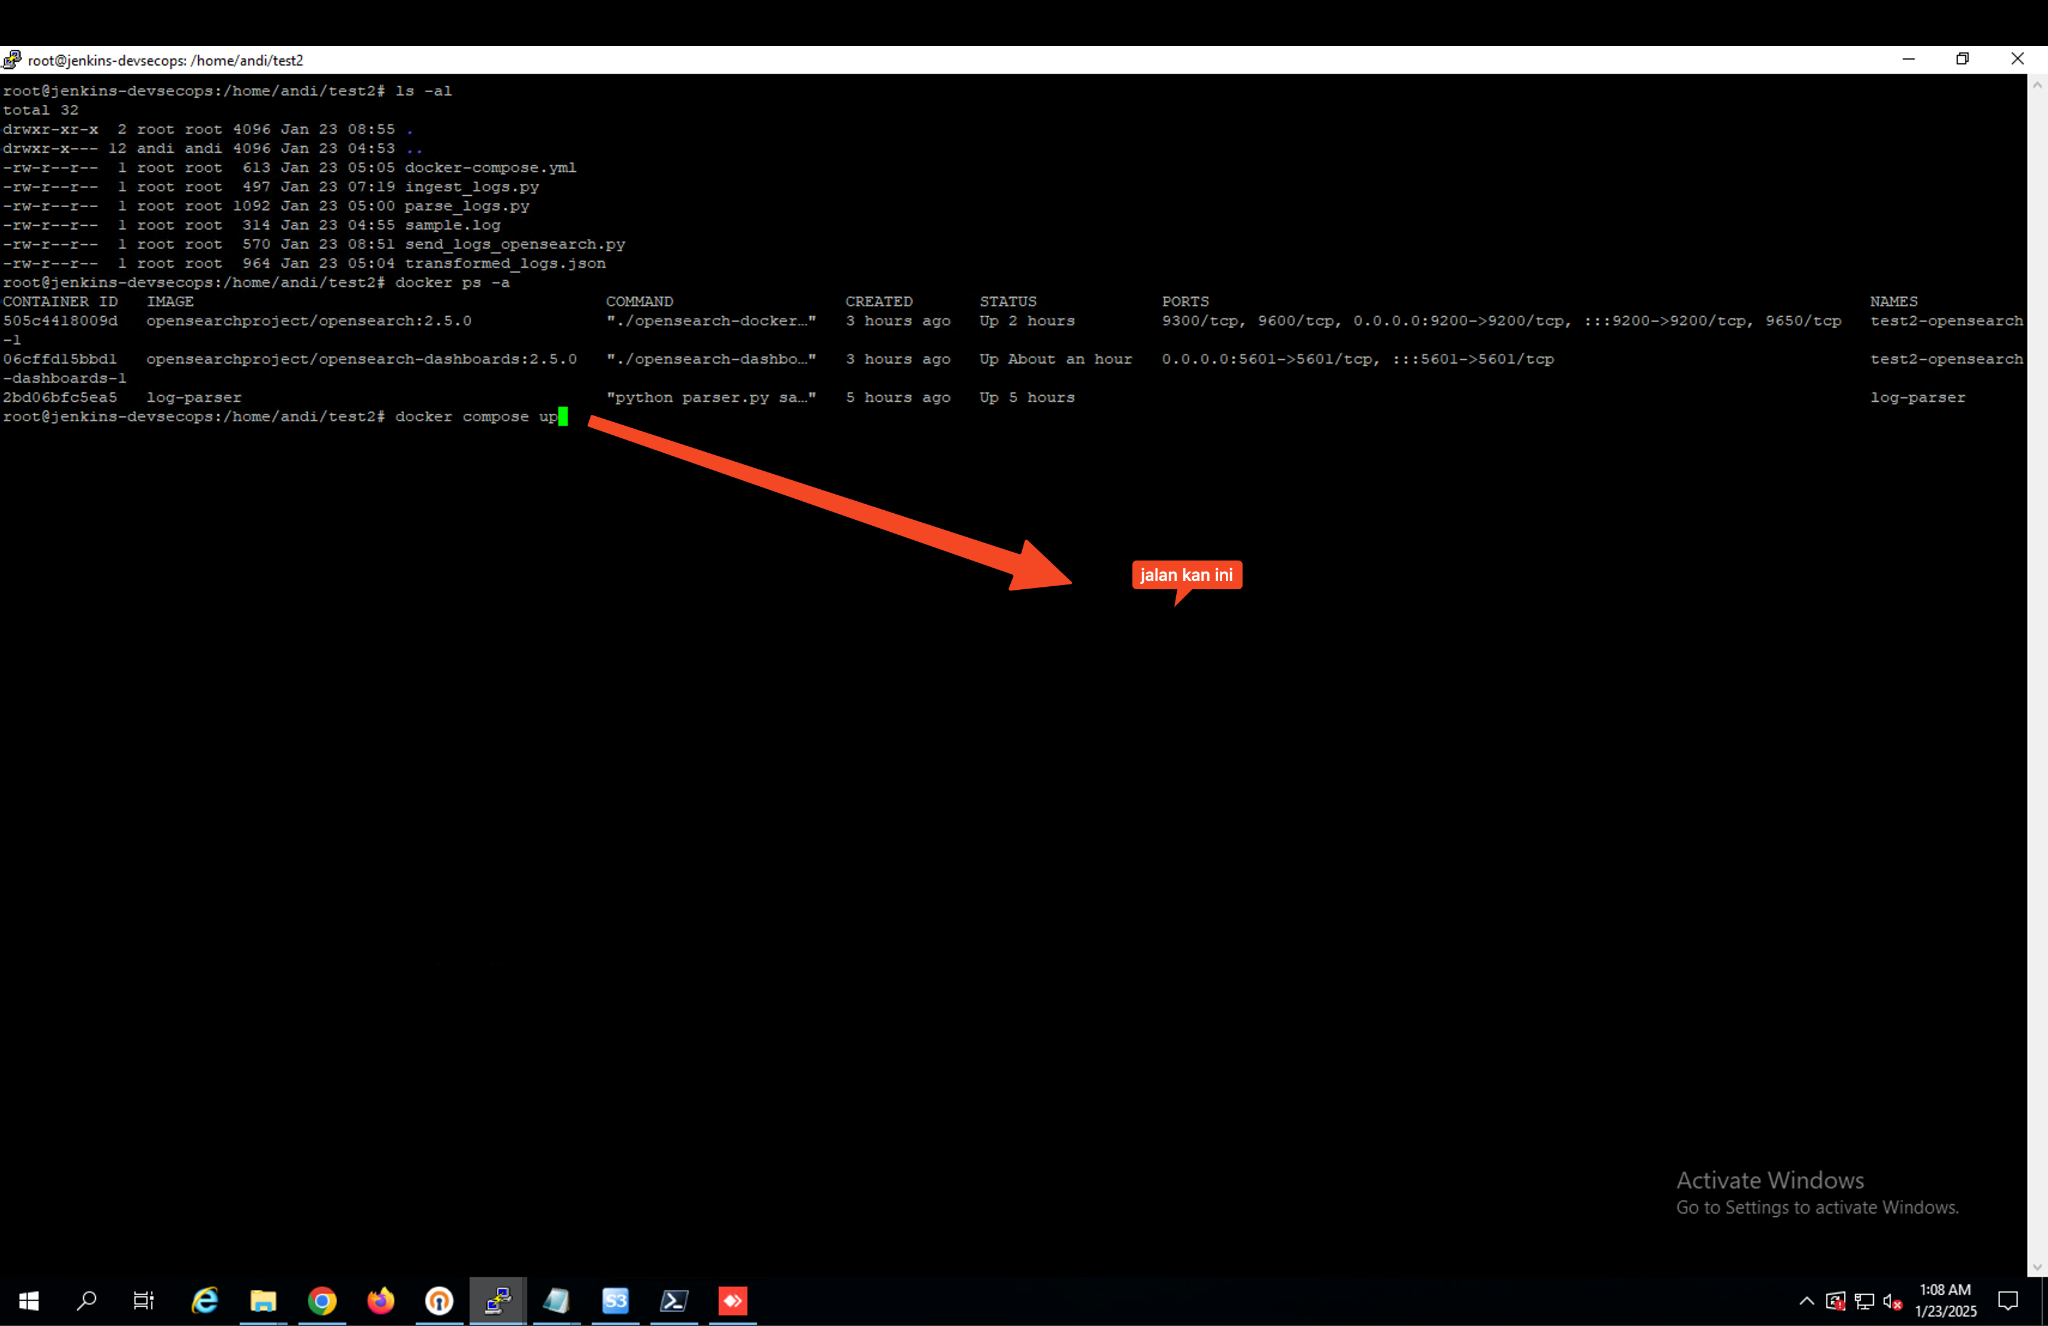 root@jenkins-devsecops: /home/andi/test2
root@jenkins-devsecops:/home/andi/test2# ls -al
total 32
drwxr-xr-x  2 root root 4096 Jan 23 08:55 .
drwxr-x--- 12 andi andi 4096 Jan 23 04:53 ..
-rw-r--r--  1 root root  613 Jan 23 05:05 docker-compose.yml
-rw-r--r--  1 root root  497 Jan 23 07:19 ingest_logs.py
-rw-r--r--  1 root root 1092 Jan 23 05:00 parse_logs.py
-rw-r--r--  1 root root  314 Jan 23 04:55 sample.log
-rw-r--r--  1 root root  570 Jan 23 08:51 send_logs_opensearch.py
-rw-r--r--  1 root root  964 Jan 23 05:04 transformed_logs.json
root@jenkins-devsecops:/home/andi/test2# docker ps -a
CONTAINER ID   IMAGE   COMMAND   CREATED   STATUS   PORTS   NAMES
505c4418009d   opensearchproject/opensearch:2.5.0   "./opensearch-docker…"   3 hours ago   Up 2 hours   9300/tcp, 9600/tcp, 0.0.0.0:9200->9200/tcp, :::9200->9200/tcp, 9650/tcp   test2-opensearch
-1
06cffd15bbd1   opensearchproject/opensearch-dashboards:2.5.0   "./opensearch-dashbo…"   3 hours ago   Up About an hour   0.0.0.0:5601->5601/tcp, :::5601->5601/tcp   test2-opensearch
-dashboards-1
2bd06bfc5ea5   log-parser   "python parser.py sa…"   5 hours ago   Up 5 hours   log-parser
root@jenkins-devsecops:/home/andi/test2# docker compose up
jalan kan ini
Activate Windows
Go to Settings to activate Windows.
S3
1:08 AM
1/23/2025